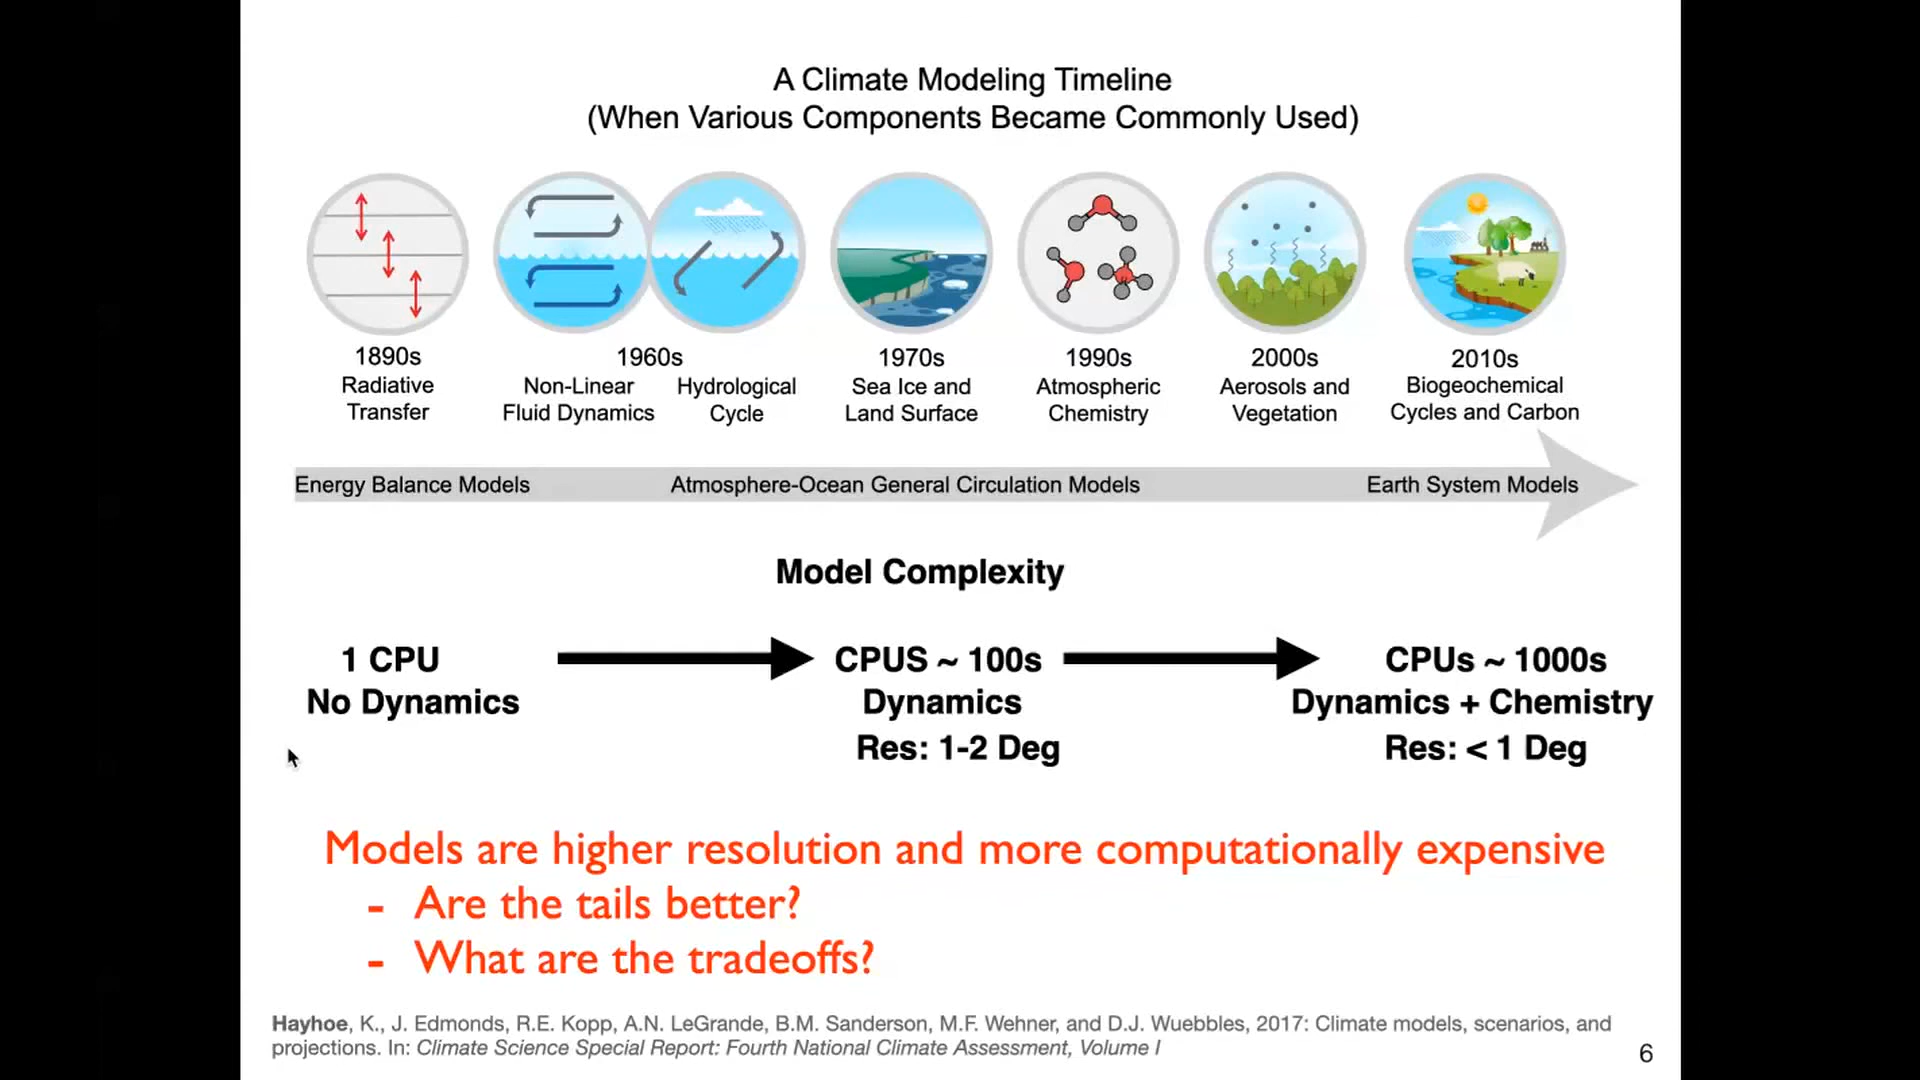 A Climate Modeling Timeline
(When Various Components Became Commonly Used)
1890s
Radiative
Transfer
1960s
Non-Linear
Fluid Dynamics
Hydrological
Cycle
1970s
Sea Ice and
Land Surface
1990s
Atmospheric
Chemistry
2000s
Aerosols and
Vegetation
2010s
Biogeochemical
Cycles and Carbon
Energy Balance Models
Atmosphere-Ocean General Circulation Models
Earth System Models
Model Complexity
1 CPU
No Dynamics
CPUS ~ 100s
Dynamics
Res: 1-2 Deg
CPUs ~ 1000s
Dynamics + Chemistry
Res: < 1 Deg
Models are higher resolution and more computationally expensive
- Are the tails better?
- What are the tradeoffs?
Hayhoe, K., J. Edmonds, R.E. Kopp, A.N. LeGrande, B.M. Sanderson, M.F. Wehner, and D.J. Wuebbles, 2017: Climate models, scenarios, and
projections. In: Climate Science Special Report: Fourth National Climate Assessment, Volume I
6